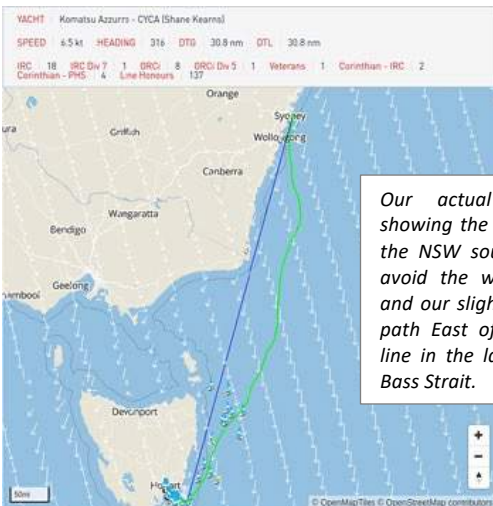 YACHT Komatsu Azzurro - CYCA (Shane Kearns)
SPEED 6.5 kt HEADING 316 DTG 30.8 nm DTL 30.8 nm
IRC 18 IRC Div 7 1 ORCi 8 ORCi Div 5 1 Veterans 1 Corinthian - IRC 2
Corinthian - PHS 4 Line Honours 137
Orange
Sydney
Griffith
Wollongong
Canberra
Wangaratta
Bendigo
Geelong
Devonport
Hobart
50mi
Our actual
showing the
the NSW sou
avoid the w
and our sligh
path East of
line in the la
Bass Strait.
+
−
© OpenMapTiles © OpenStreetMap contributors